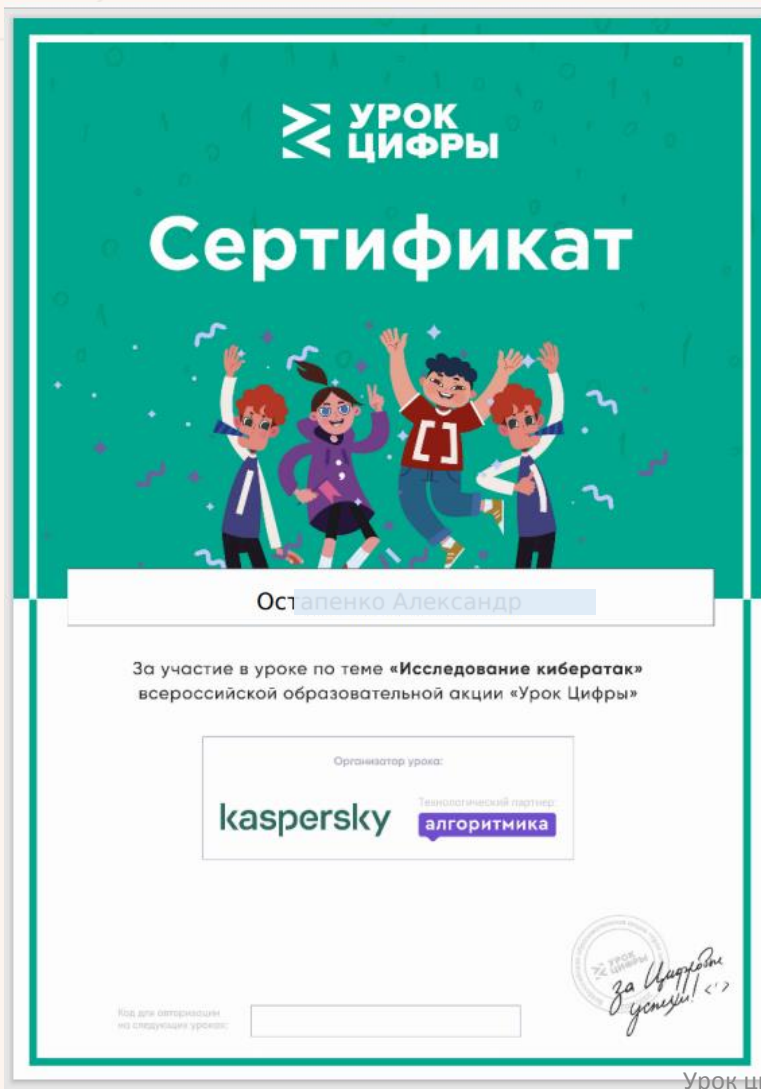 УРОК
ЦИФРЫ
Сертификат
Остапенко Александр
За участие в уроке по теме «Исследование кибератак»
всероссийской образовательной акции «Урок Цифры»
Организатор урока:
Технологический партнер:
kaspersky
алгоритмика
УРОК
ЦИФРЫ
за Цифровые
успехи! <'>
Код для авторизации
на следующих уроках: